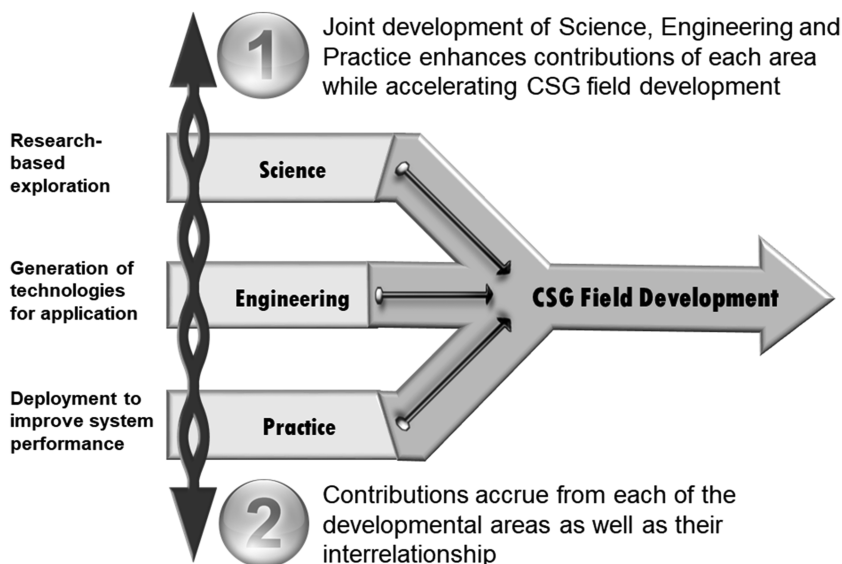 1
Joint development of Science, Engineering and
Practice enhances contributions of each area
while accelerating CSG field development
Research-
based
exploration
Science
Generation of
technologies
for application
Engineering
CSG Field Development
Deployment to
improve system
performance
Practice
2
Contributions accrue from each of the
developmental areas as well as their
interrelationship